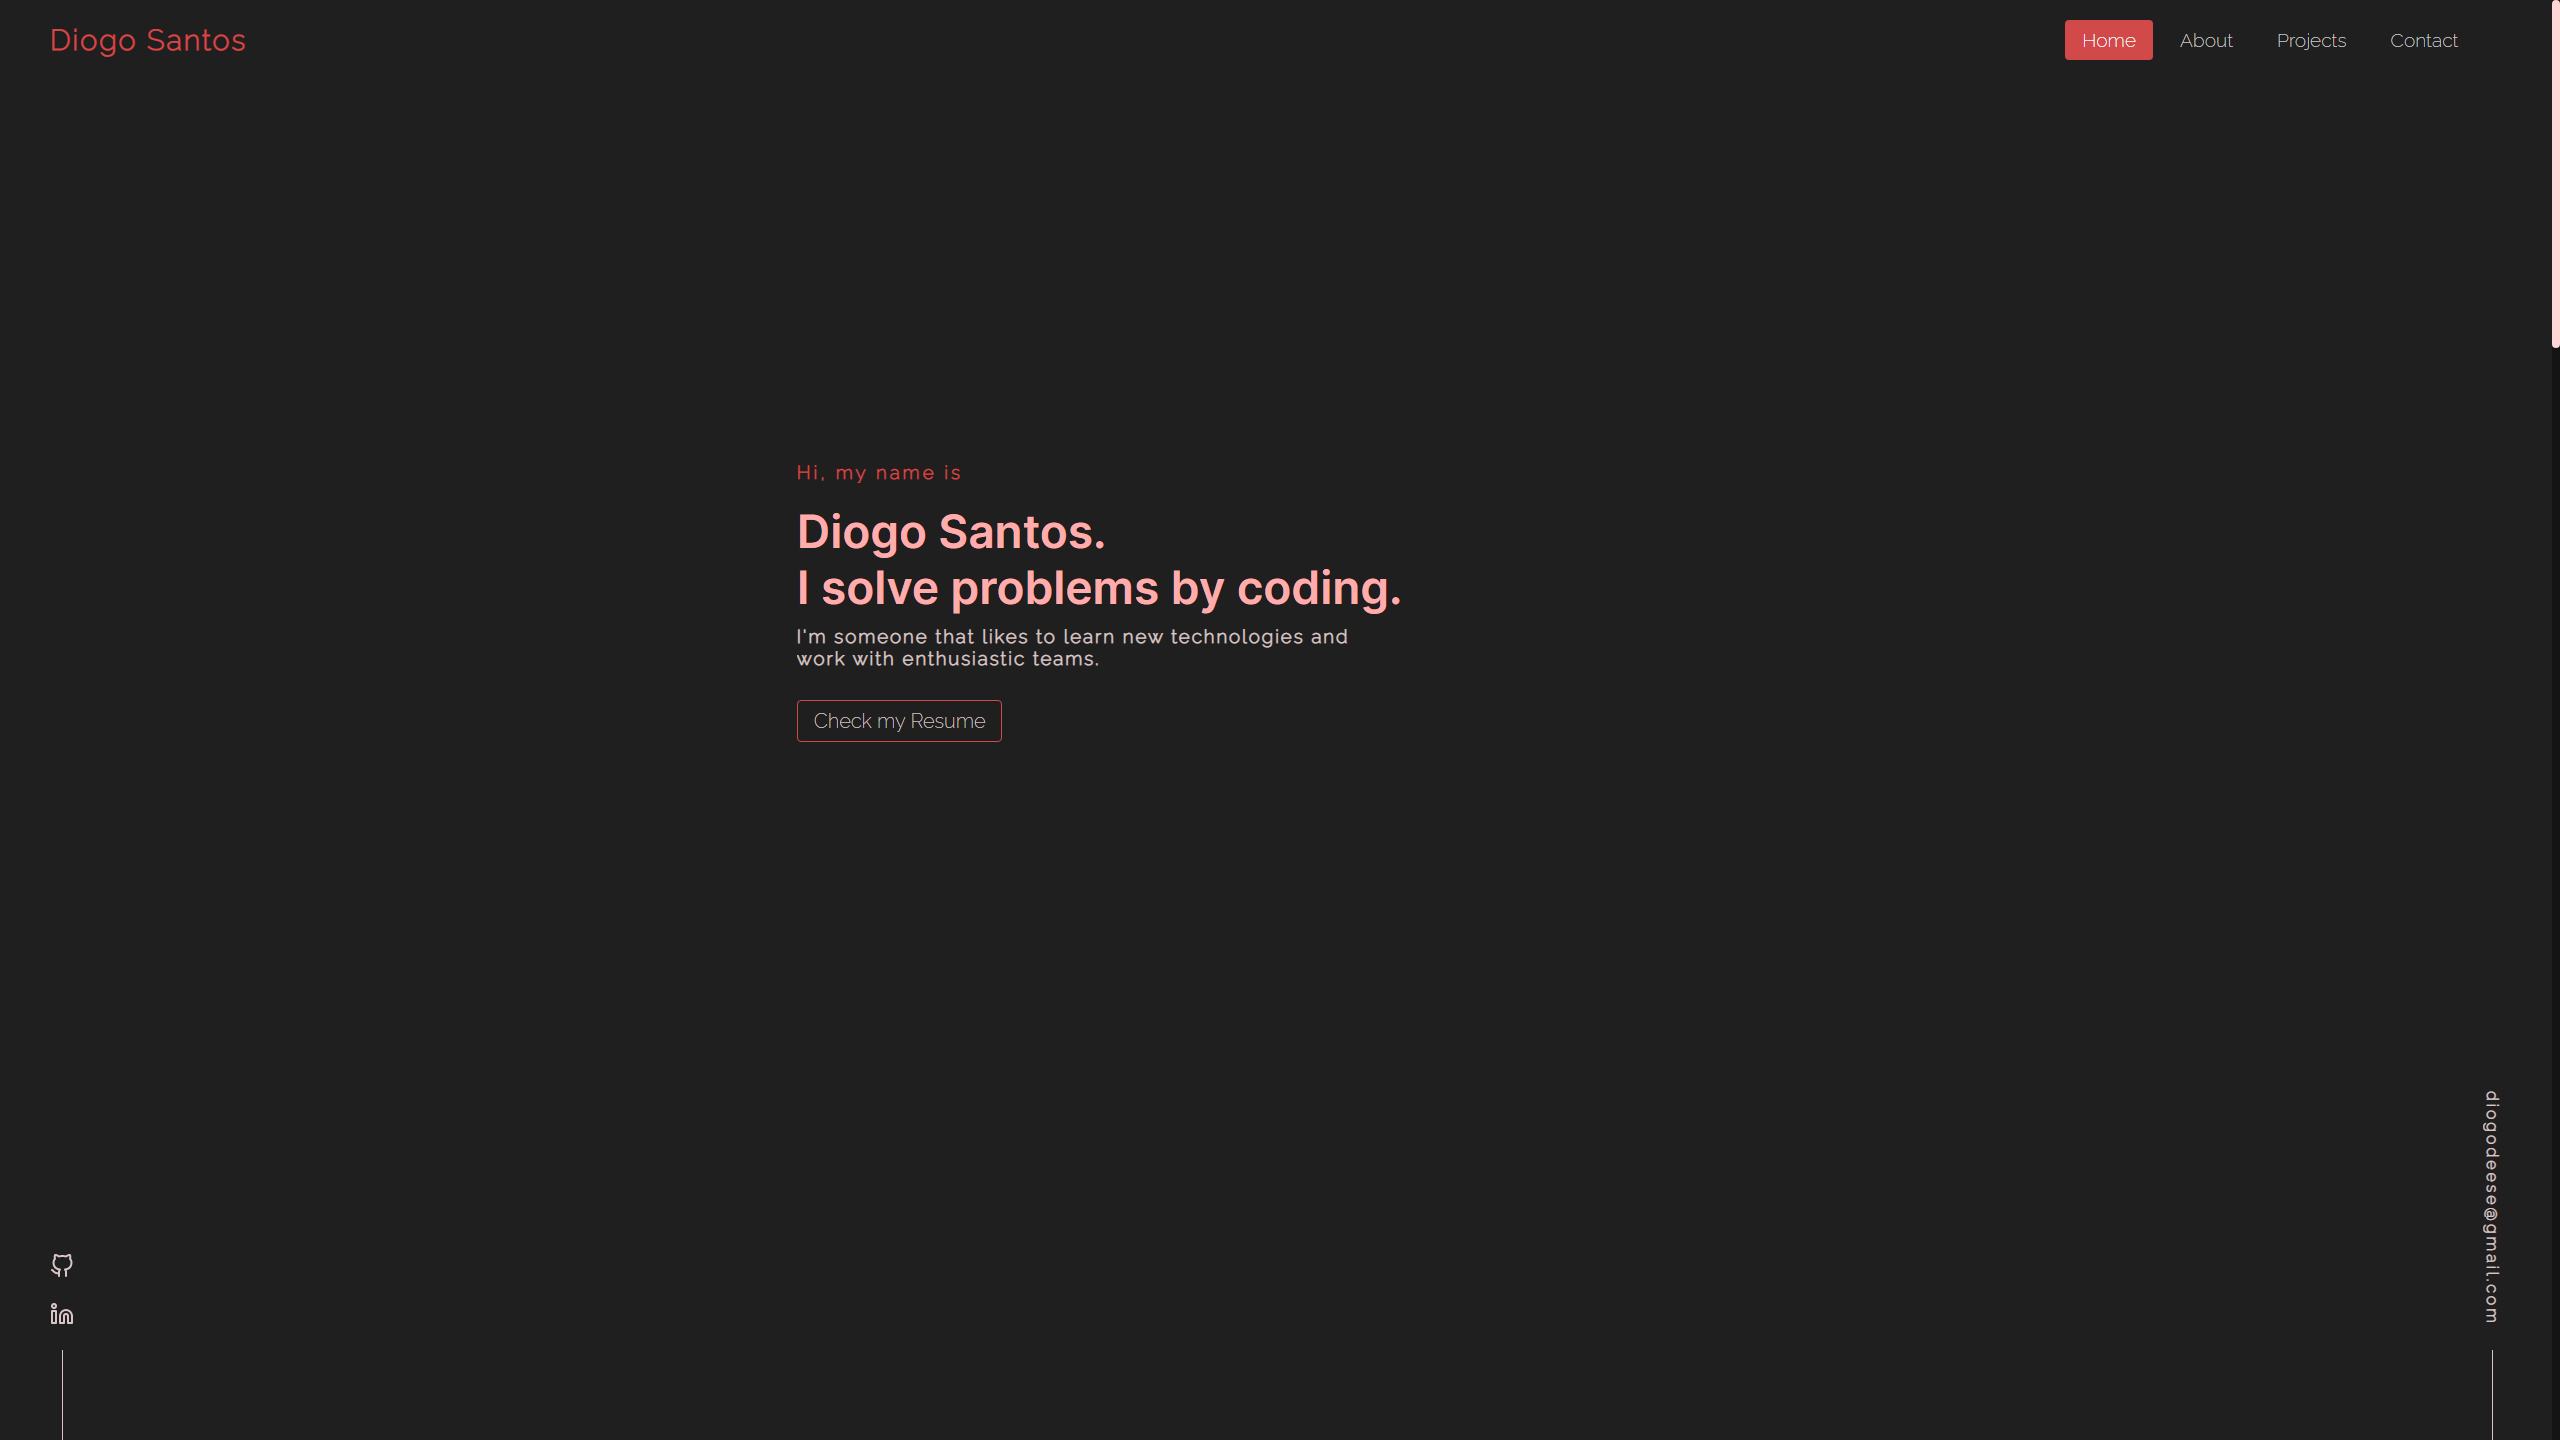 Diogo Santos
Home
About
Projects
Contact
Hi, my name is
Diogo Santos.
I solve problems by coding.
I'm someone that likes to learn new technologies and
work with enthusiastic teams.
Check my Resume
diogodeese@gmail.com